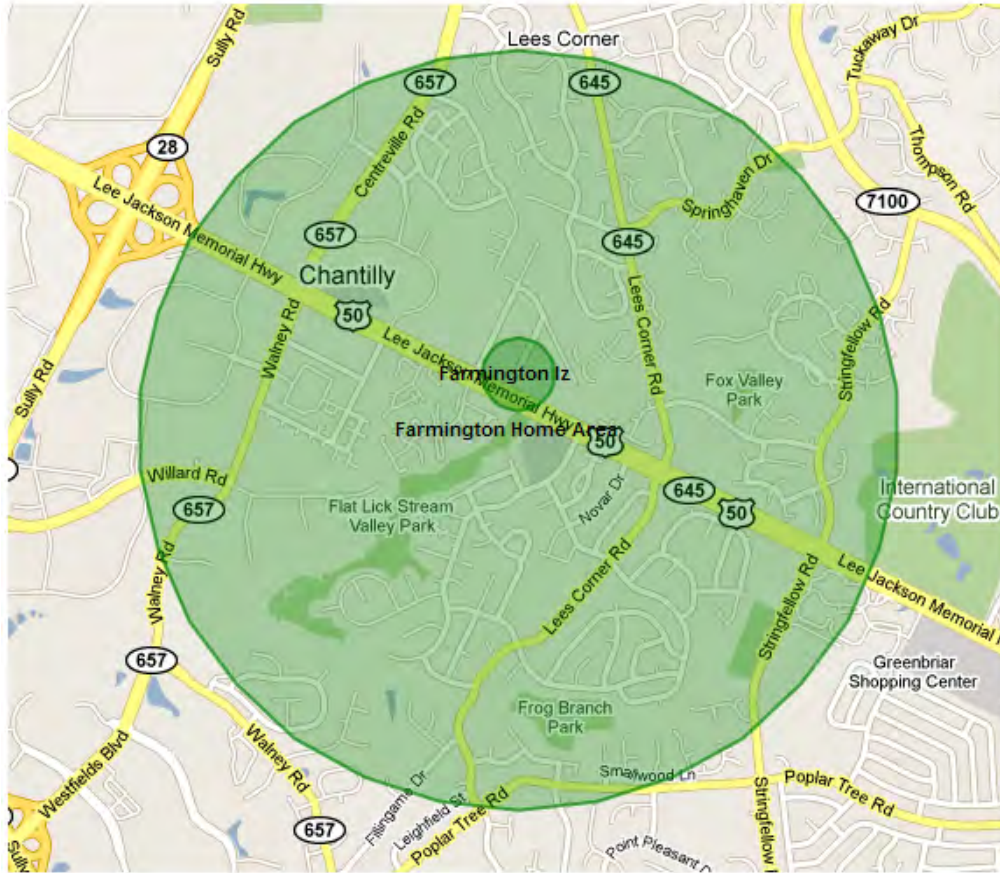 Sully Rd
Lees Corner
657
645
Tuckaway Dr
28
Centreville Rd
Thompson Rd
Lee Jackson Memorial Hwy
Springhaven Dr
7100
657
645
Chantilly
50
Lees Corner Rd
Stringfellow Rd
Walney Rd
Lee Jackson Memorial Hwy
Farmington Iz
Fox Valley
Park
Sully Rd
Farmington Home Area
50
Willard Rd
645
50
International
Country Club
657
Flat Lick Stream
Valley Park
Novar Dr
Walney Rd
Lees Corner Rd
Stringfellow Rd
Lee Jackson Memorial
657
Greenbriar
Shopping Center
Frog Branch
Park
Walney Rd
Westfields Blvd
Smallwood Ln
Poplar Tree Rd
Fillingame Dr
Leighfield St
Poplar Tree Rd
Stringfellow
657
Sully
Point Pleasant D